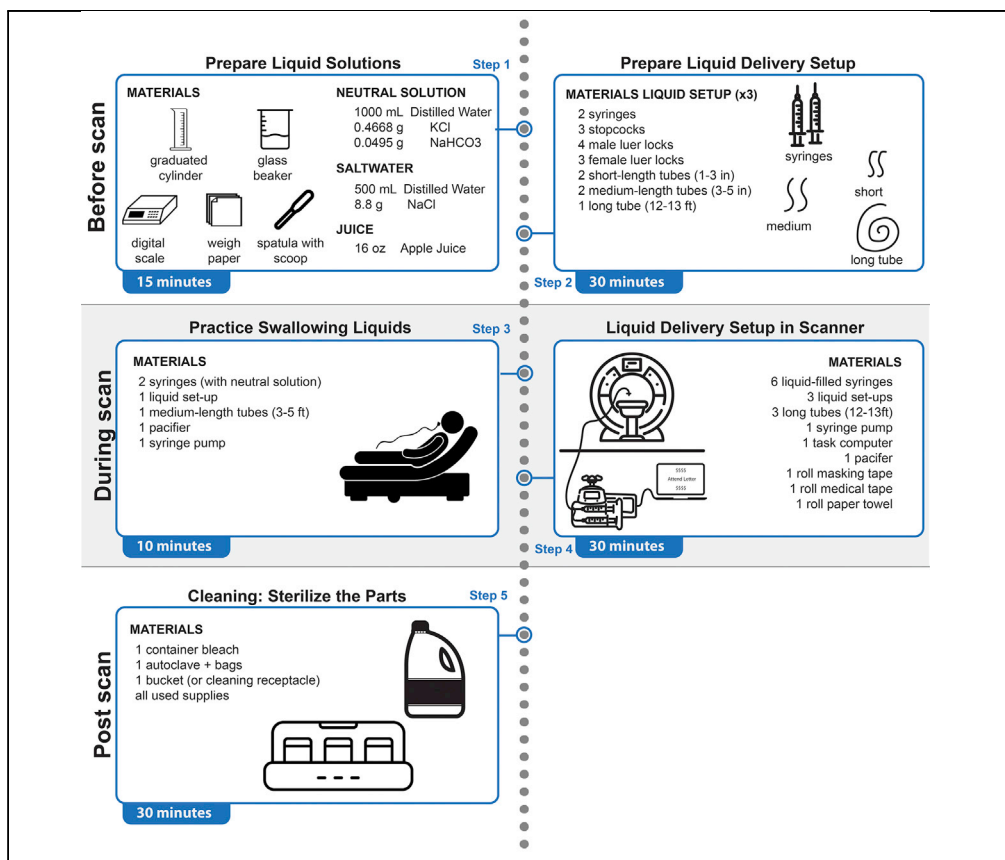 Before scan
Prepare Liquid Solutions
Step 1
MATERIALS
graduated
cylinder
glass
beaker
digital
scale
weigh
paper
spatula with
scoop
NEUTRAL SOLUTION
1000 mL Distilled Water
0.4668 g KCl
0.0495 g NaHCO3
SALTWATER
500 mL Distilled Water
8.8 g NaCl
JUICE
16 oz Apple Juice
15 minutes
Prepare Liquid Delivery Setup
MATERIALS LIQUID SETUP (x3)
2 syringes
3 stopcocks
4 male luer locks
3 female luer locks
2 short-length tubes (1-3 in)
2 medium-length tubes (3-5 in)
1 long tube (12-13 ft)
syringes
short
medium
long tube
Step 2
30 minutes
During scan
Practice Swallowing Liquids
Step 3
MATERIALS
2 syringes (with neutral solution)
1 liquid set-up
1 medium-length tubes (3-5 ft)
1 pacifier
1 syringe pump
10 minutes
Liquid Delivery Setup in Scanner
MATERIALS
6 liquid-filled syringes
3 liquid set-ups
3 long tubes (12-13ft)
1 syringe pump
1 task computer
1 pacifer
1 roll masking tape
1 roll medical tape
1 roll paper towel
$$$$
Attend Letter
$$$$
Step 4
30 minutes
Post scan
Cleaning: Sterilize the Parts
Step 5
MATERIALS
1 container bleach
1 autoclave + bags
1 bucket (or cleaning receptacle)
all used supplies
30 minutes